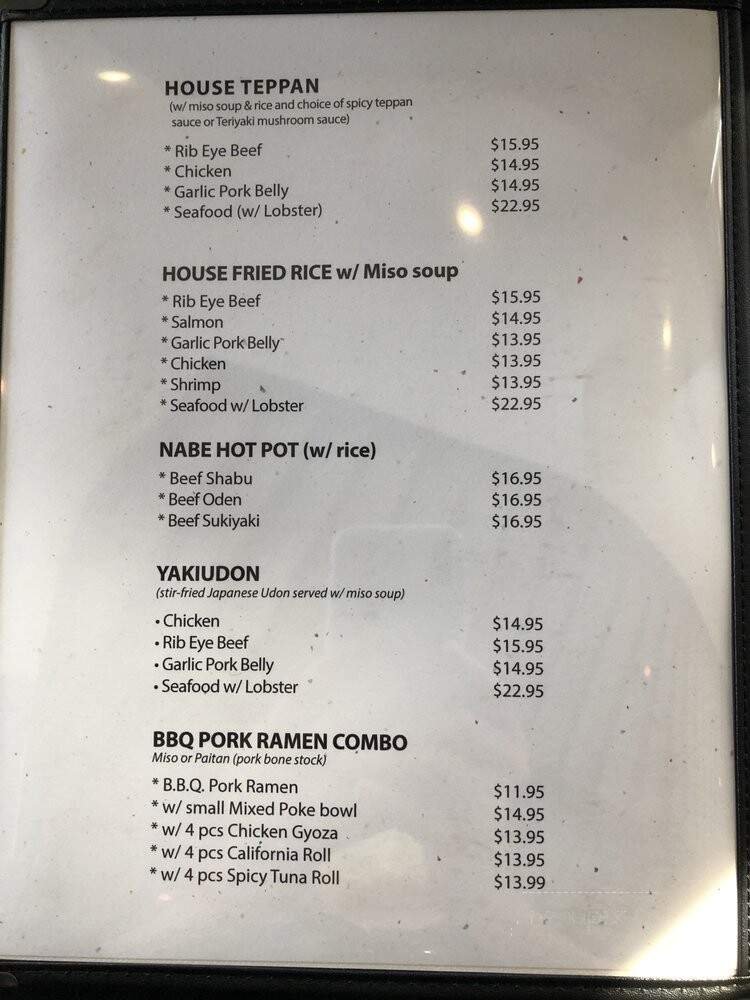 HOUSE TEPPAN
(w/ miso soup & rice and choice of spicy teppan
sauce or Teriyaki mushroom sauce)
* Rib Eye Beef $15.95
* Chicken $14.95
* Garlic Pork Belly $14.95
* Seafood (w/ Lobster) $22.95
HOUSE FRIED RICE w/ Miso soup
* Rib Eye Beef $15.95
* Salmon $14.95
* Garlic Pork Belly $13.95
* Chicken $13.95
* Shrimp $13.95
* Seafood w/ Lobster $22.95
NABE HOT POT (w/ rice)
* Beef Shabu $16.95
* Beef Oden $16.95
* Beef Sukiyaki $16.95
YAKIUDON
(stir-fried Japanese Udon served w/ miso soup)
• Chicken $14.95
• Rib Eye Beef $15.95
• Garlic Pork Belly $14.95
• Seafood w/ Lobster $22.95
BBQ PORK RAMEN COMBO
Miso or Paitan (pork bone stock)
* B.B.Q. Pork Ramen $11.95
* w/ small Mixed Poke bowl $14.95
* w/ 4 pcs Chicken Gyoza $13.95
* w/ 4 pcs California Roll $13.95
* w/ 4 pcs Spicy Tuna Roll $13.99